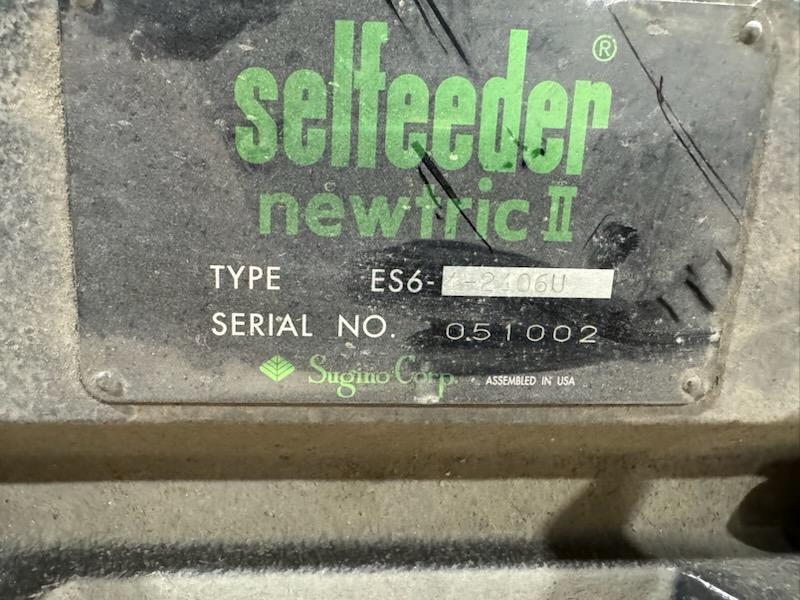 selfeeder®
newtric II
TYPE ES6-
SERIAL NO. 051002
Sugino Corp. ASSEMBLED IN USA